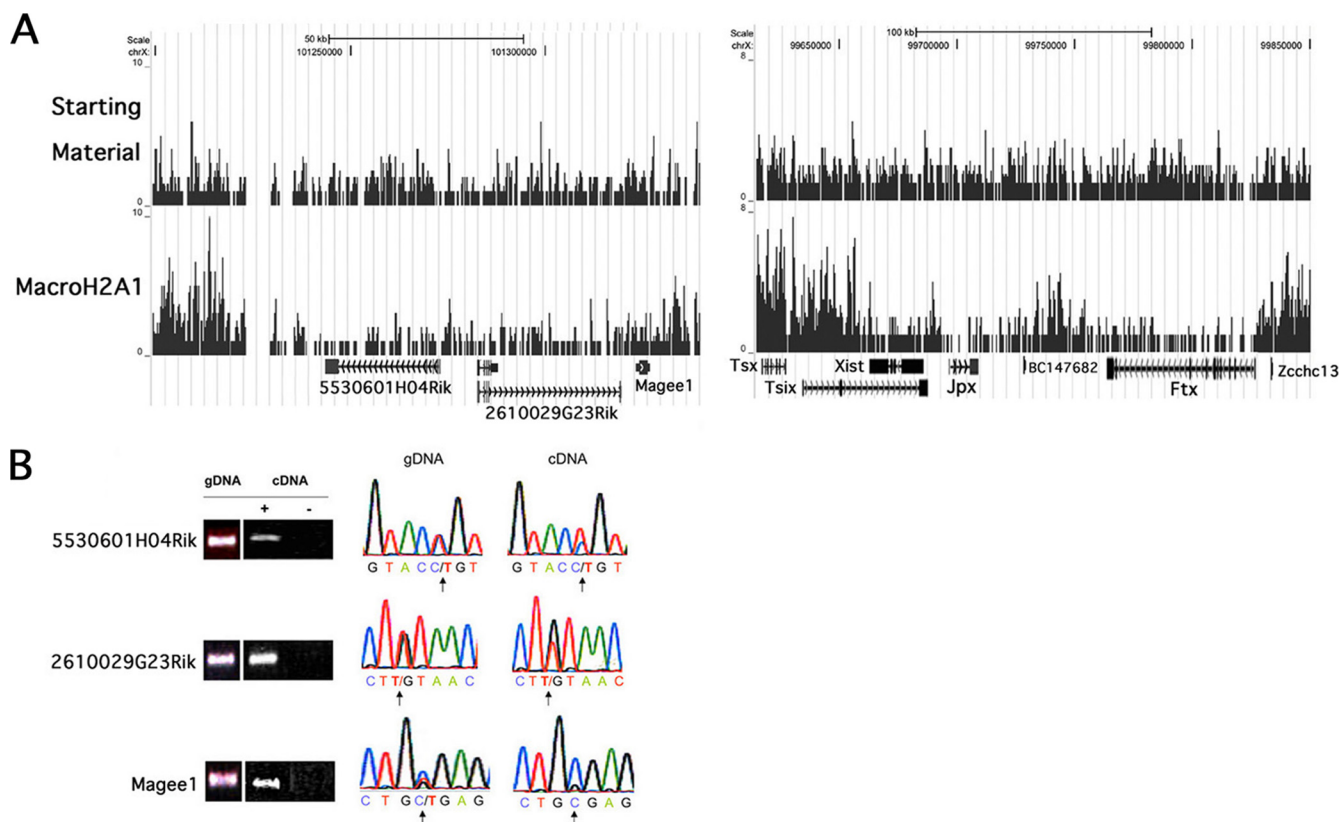 A
Scale
chrX:
50 kb
101250000
101300000
10
Starting
Material
0
10
MacroH2A1
0
5530601H04Rik
2610029G23Rik
Magee1
Scale
chrX:
100 kb
99650000
99700000
99750000
99800000
99850000
8
0
8
0
Tsx
Tsix
Xist
Jpx
BC147682
Ftx
Zcchc13
B
gDNA cDNA
+ -
gDNA cDNA
5530601H04Rik
G T A C C/T G T
G T A C C/T G T
2610029G23Rik
C T T/G T A A C
C T T/G T A A C
Magee1
C T G C/T G A G
C T G C G A G